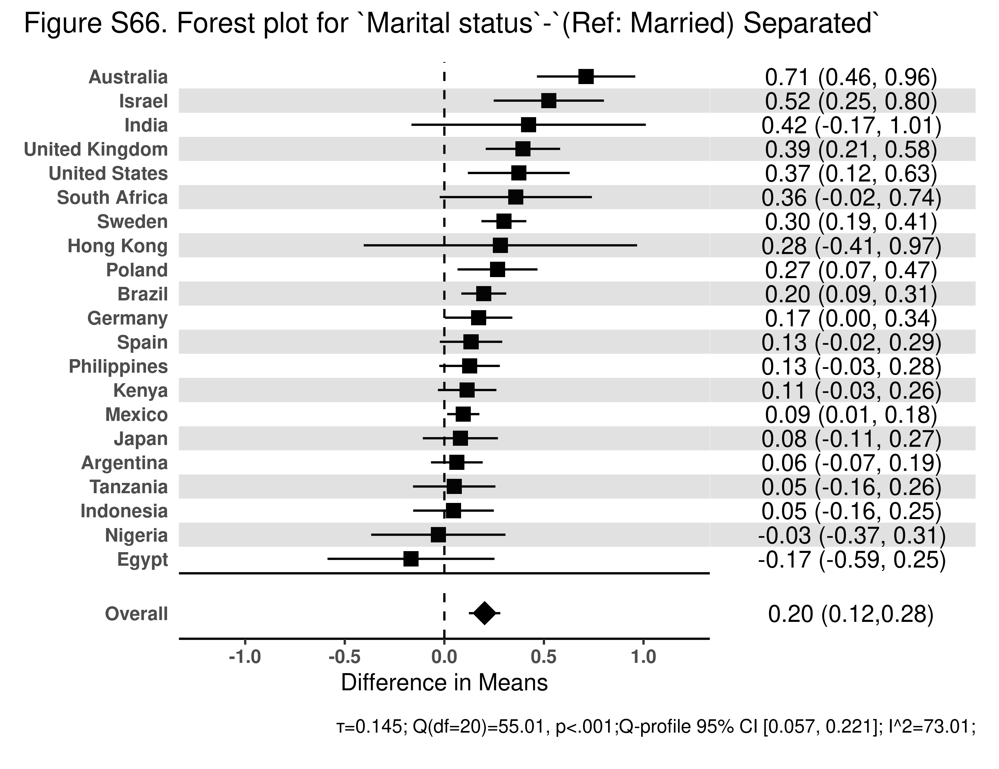 Figure S66. Forest plot for `Marital status`-`(Ref: Married) Separated`
Australia 0.71 (0.46, 0.96)
Israel 0.52 (0.25, 0.80)
India 0.42 (-0.17, 1.01)
United Kingdom 0.39 (0.21, 0.58)
United States 0.37 (0.12, 0.63)
South Africa 0.36 (-0.02, 0.74)
Sweden 0.30 (0.19, 0.41)
Hong Kong 0.28 (-0.41, 0.97)
Poland 0.27 (0.07, 0.47)
Brazil 0.20 (0.09, 0.31)
Germany 0.17 (0.00, 0.34)
Spain 0.13 (-0.02, 0.29)
Philippines 0.13 (-0.03, 0.28)
Kenya 0.11 (-0.03, 0.26)
Mexico 0.09 (0.01, 0.18)
Japan 0.08 (-0.11, 0.27)
Argentina 0.06 (-0.07, 0.19)
Tanzania 0.05 (-0.16, 0.26)
Indonesia 0.05 (-0.16, 0.25)
Nigeria -0.03 (-0.37, 0.31)
Egypt -0.17 (-0.59, 0.25)
Overall 0.20 (0.12,0.28)
-1.0 -0.5 0.0 0.5 1.0
Difference in Means
τ=0.145; Q(df=20)=55.01, p<.001;Q-profile 95% CI [0.057, 0.221]; I^2=73.01;